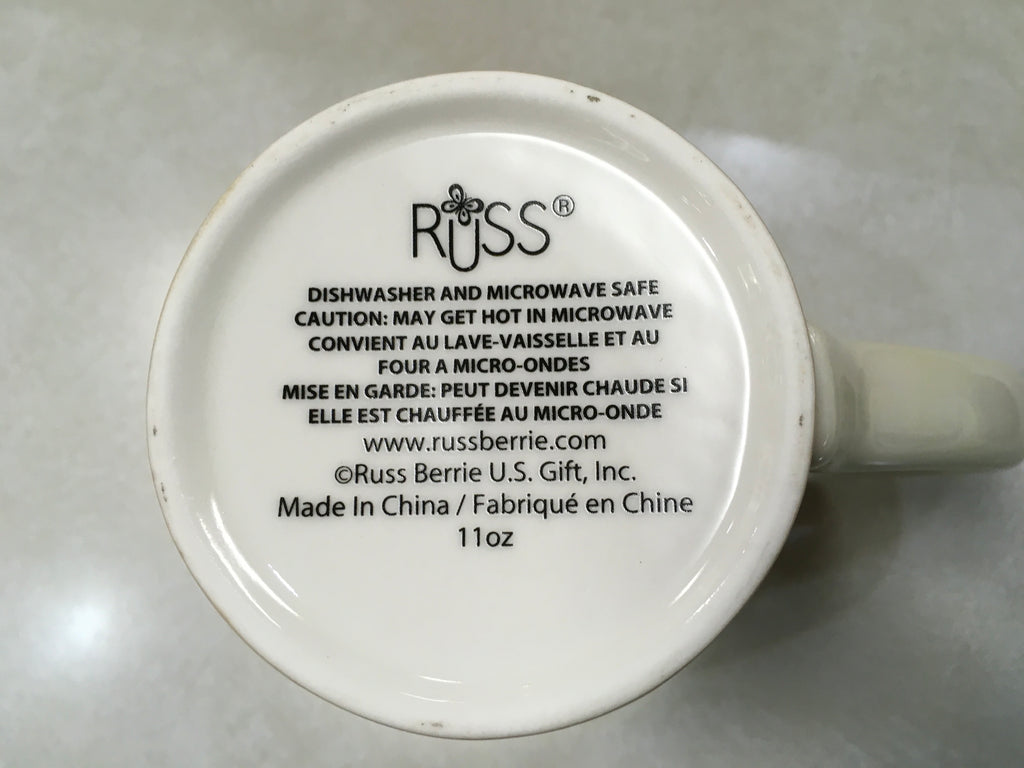 RUSS®
DISHWASHER AND MICROWAVE SAFE
CAUTION: MAY GET HOT IN MICROWAVE
CONVIENT AU LAVE-VAISSELLE ET AU
FOUR A MICRO-ONDES
MISE EN GARDE: PEUT DEVENIR CHAUDE SI
ELLE EST CHAUFFÉE AU MICRO-ONDE
www.russberrie.com
©Russ Berrie U.S. Gift, Inc.
Made In China / Fabriqué en Chine
11oz